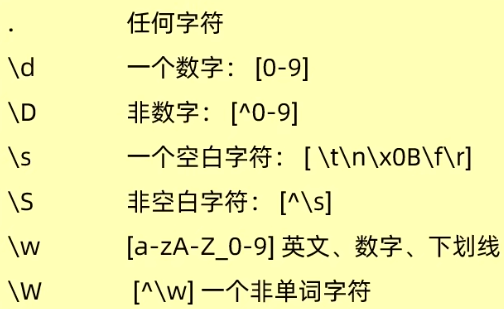 . 任何字符
\d 一个数字： [0-9]
\D 非数字： [^0-9]
\s 一个空白字符： [ \t\n\x0B\f\r]
\S 非空白字符： [^\s]
\w [a-zA-Z_0-9] 英文、数字、下划线
\W [^\w] 一个非单词字符